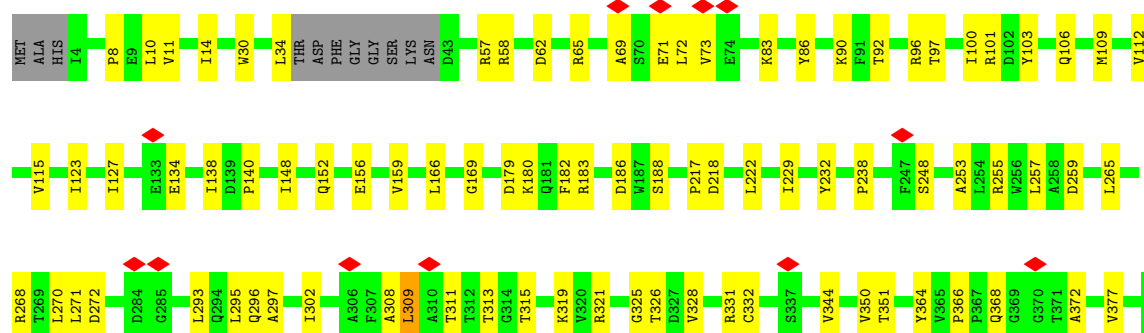 MET ALA HIS I4 P8 E9 L10 V11 I14 W30 L34 THR ASP PHE GLY GLY SER LYS ASN D43 R57 R58 D62 R65 A69 S70 E71 L72 V73 E74 K83 Y86 K90 F91 T92 R96 T97 I100 R101 D102 Y103 Q106 M109 V112
V115 I123 I127 E133 E134 I138 D139 P140 I148 Q152 E156 V159 L166 G169 D179 K180 Q181 F182 R183 D186 W187 S188 P217 D218 L222 I229 Y232 P238 F247 S248 A253 L254 R255 W256 L257 A258 D259 L265
R268 T269 L270 L271 D272 D284 G285 L293 Q294 L295 Q296 A297 I302 A306 F307 A308 L309 A310 T311 T312 T313 G314 T315 K319 V320 R321 G325 T326 D327 V328 R331 C332 S337 V344 V350 T351 Y364 V365 P366 P367 Q368 G369 G370 T371 A372 V377